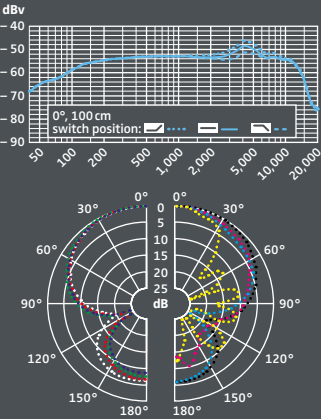 dBv
– 40
– 50
– 60
– 70
– 80
– 90
0°, 100 cm
switch position:
50 100 200 500 1,000 2,000 5,000 10,000 20,000
0° 0°
30° 0 30°
5
60° 10 60°
15
20
25
90° dB 90°
120° 120°
150° 150°
180° 180°